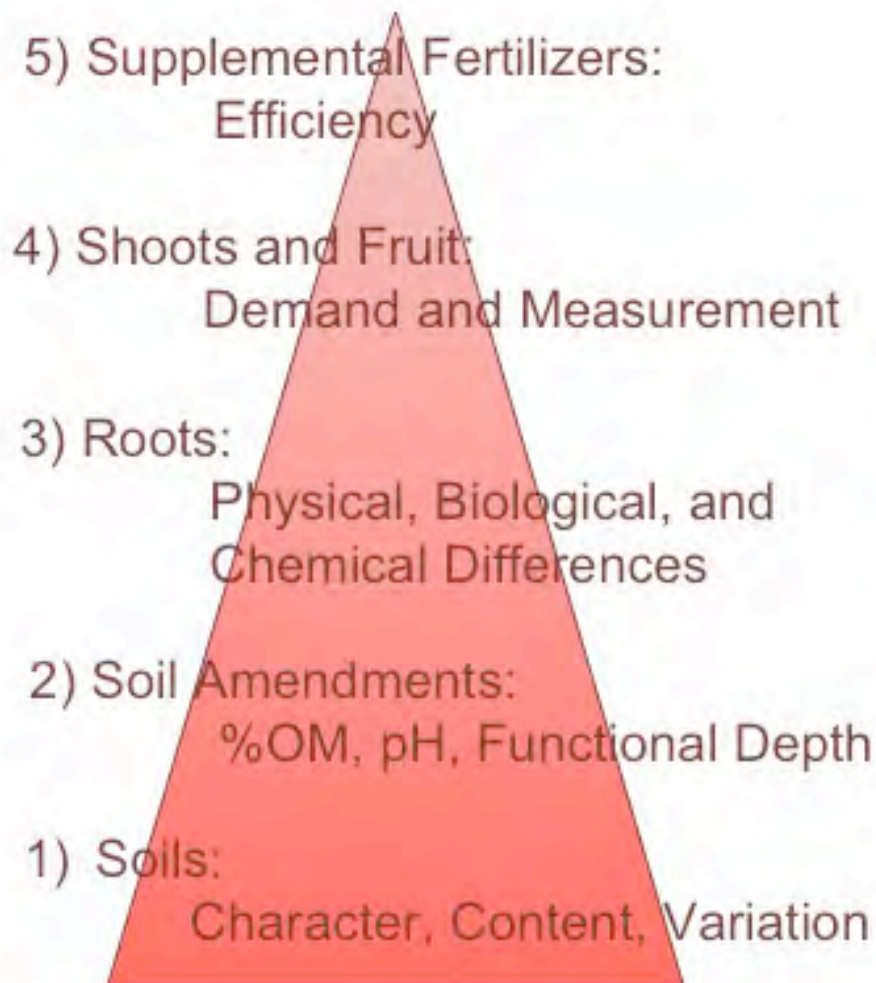 5) Supplemental Fertilizers:
Efficiency
4) Shoots and Fruit:
Demand and Measurement
3) Roots:
Physical, Biological, and
Chemical Differences
2) Soil Amendments:
%OM, pH, Functional Depth
1) Soils:
Character, Content, Variation